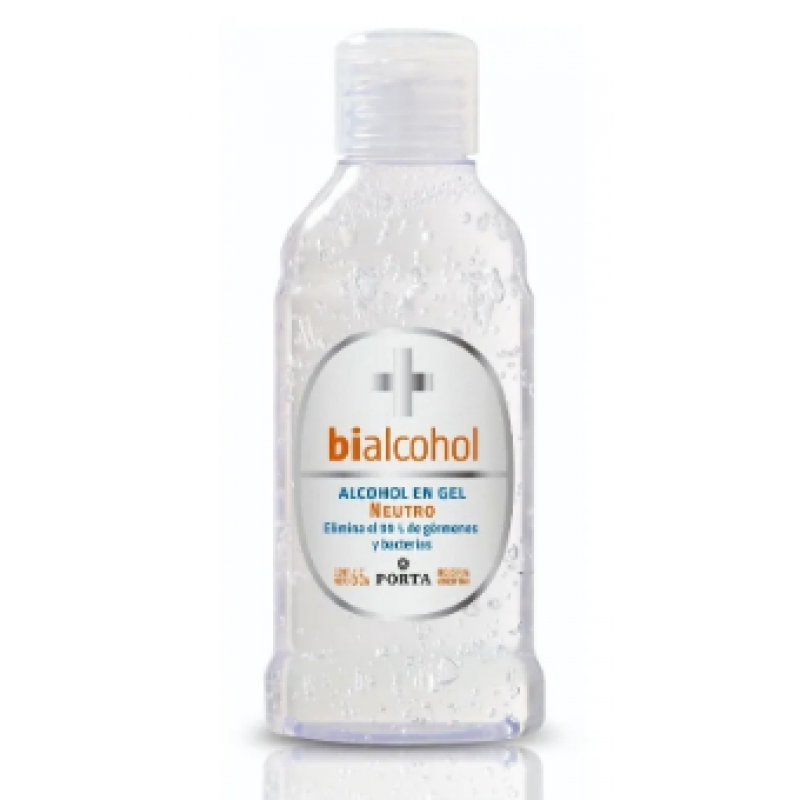 bialcohol
ALCOHOL EN GEL
NEUTRO
Elimina el 99 % de gérmenes
y bacterias
PORTA